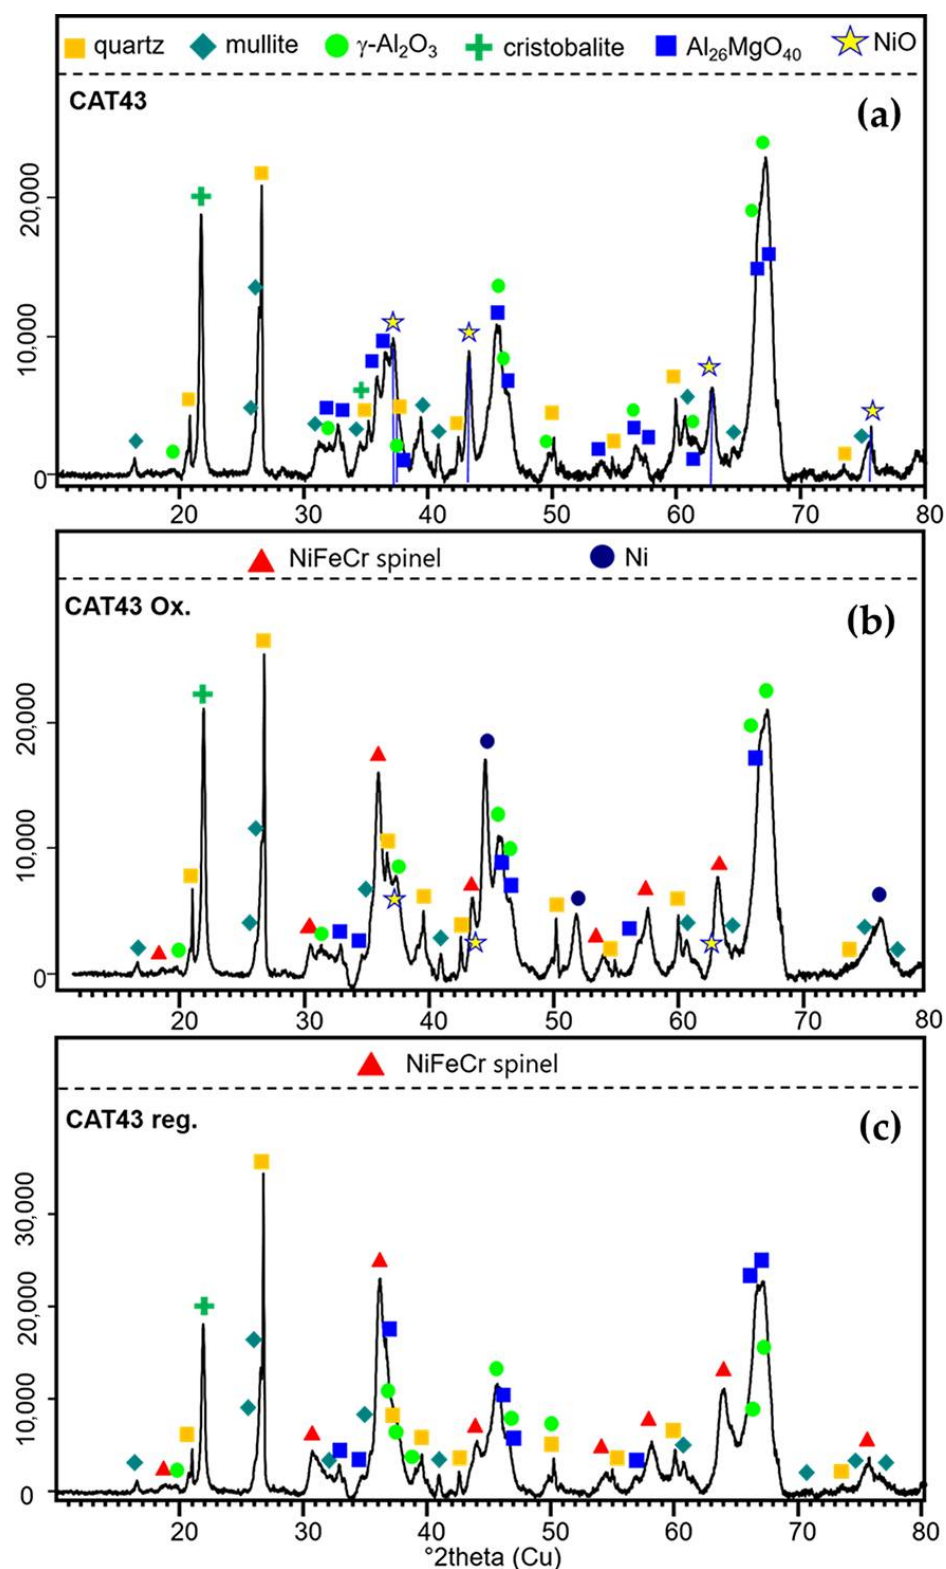 quartz mullite γ-Al₂O₃ cristobalite Al₂₆MgO₄₀ NiO
CAT43 (a)
20,000
10,000
0
20 30 40 50 60 70 80
NiFeCr spinel Ni
CAT43 Ox. (b)
20,000
10,000
0
20 30 40 50 60 70 80
NiFeCr spinel
CAT43 reg. (c)
30,000
20,000
10,000
0
20 30 40 50 60 70 80
°2theta (Cu)